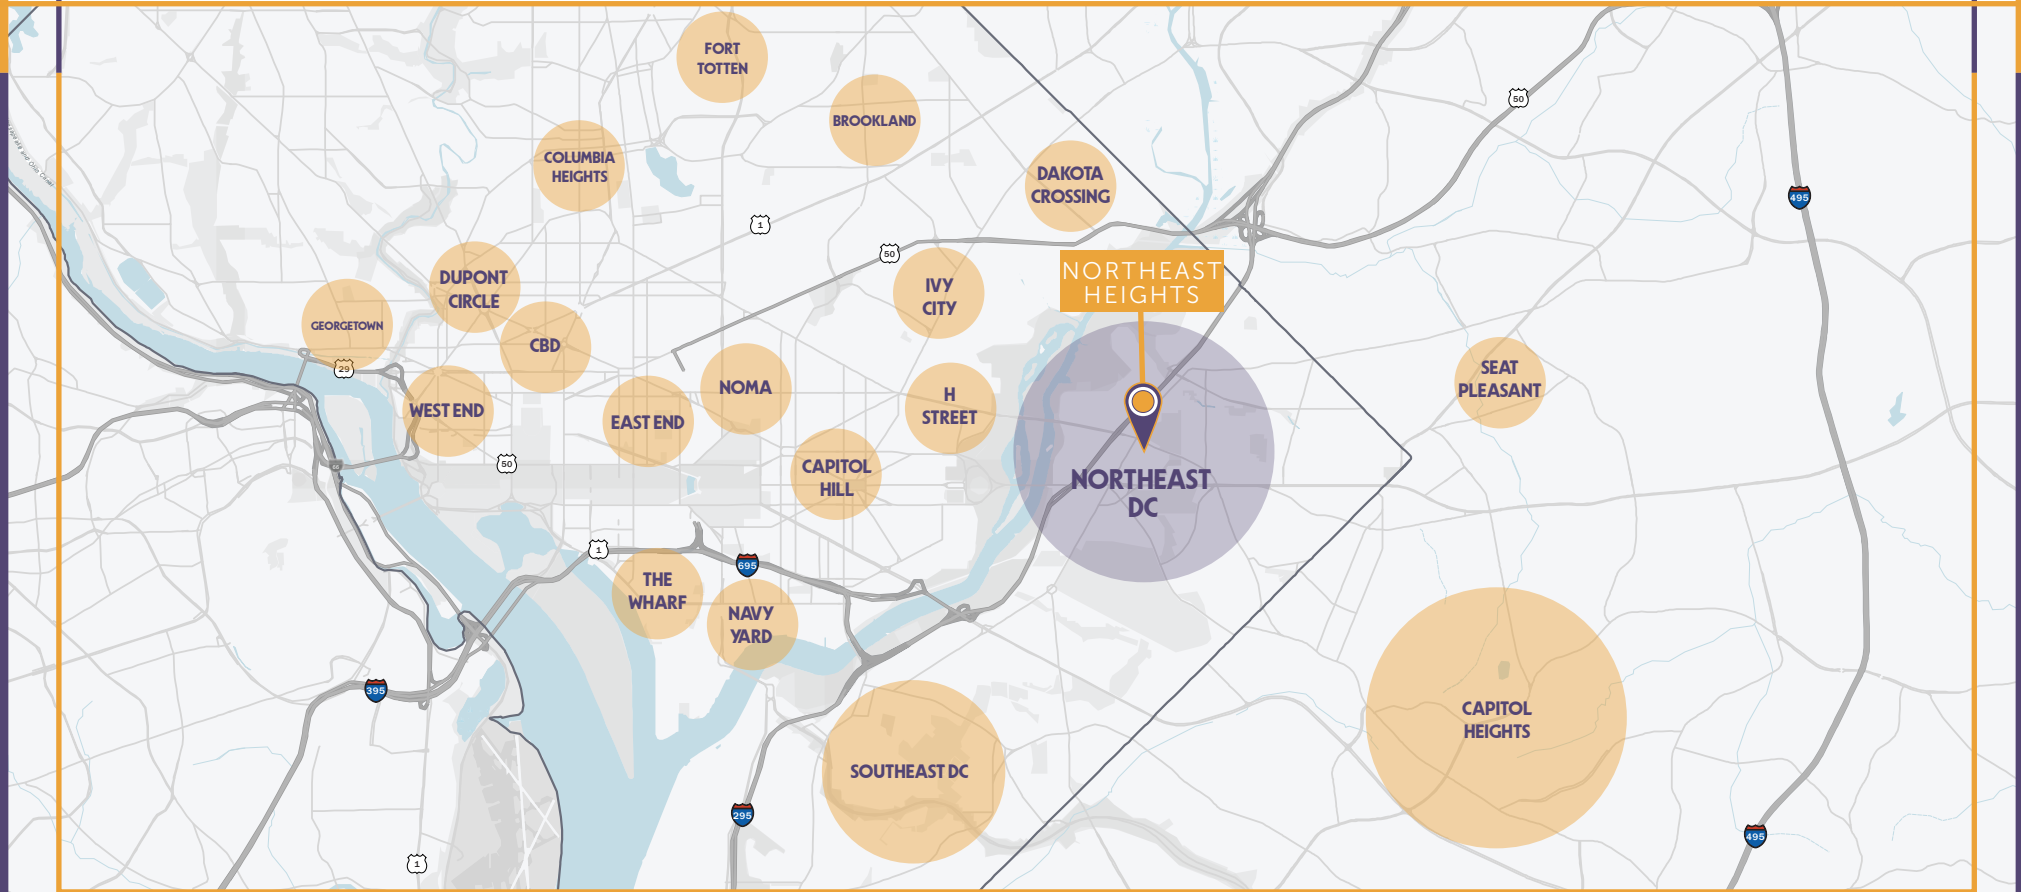 FORT
TOTTEN
50
BROOKLAND
COLUMBIA
HEIGHTS
DAKOTA
CROSSING
495
1
50
NORTHEAST
HEIGHTS
DUPONT
CIRCLE
IVY
CITY
GEORGETOWN
CBD
29
SEAT
PLEASANT
NOMA
WEST END
EAST END
H
STREET
50
CAPITOL
HILL
NORTHEAST
DC
1
695
THE
WHARF
NAVY
YARD
395
CAPITOL
HEIGHTS
SOUTHEAST DC
295
495
1